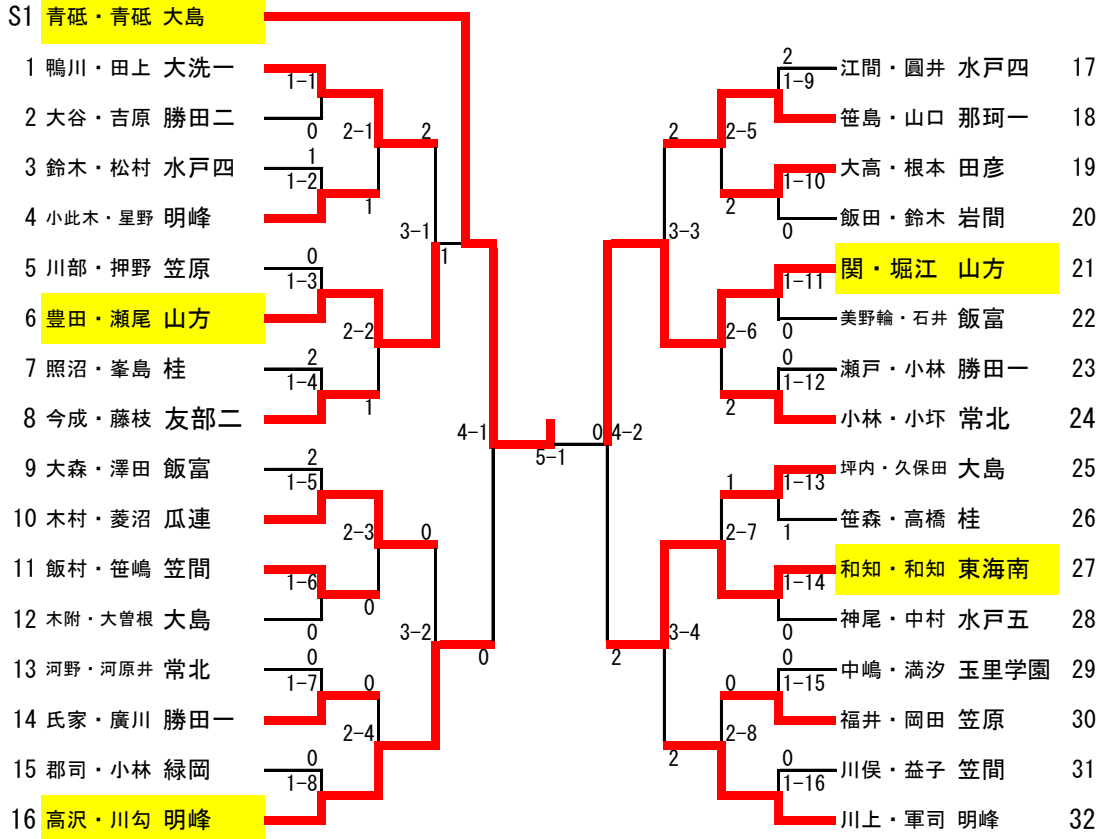 S1 青砥・青砥 大島
1 鴨川・田上 大洗一
1-1
2 大谷・吉原 勝田二
0
2-1
2
3 鈴木・松村 水戸四
1
1-2
4 小此木・星野 明峰
1
3-1
1
5 川部・押野 笠原
0
1-3
6 豊田・瀬尾 山方
2-2
7 照沼・峯島 桂
2
1-4
8 今成・藤枝 友部二
1
4-1
9 大森・澤田 飯富
2
1-5
10 木村・菱沼 瓜連
2-3
0
11 飯村・笹嶋 笠間
1-6
0
12 木附・大曽根 大島
0
3-2
0
13 河野・河原井 常北
0
1-7
14 氏家・廣川 勝田一
0
2-4
15 郡司・小林 緑岡
0
1-8
16 高沢・川勾 明峰
5-1
0
4-2
2
江間・圓井 水戸四 17
1-9
笹島・山口 那珂一 18
2
2-5
大高・根本 田彦 19
1-10
2
飯田・鈴木 岩間 20
0
3-3
関・堀江 山方 21
1-11
美野輪・石井 飯富 22
0
2-6
0
瀬戸・小林 勝田一 23
1-12
2
小林・小圷 常北 24
坪内・久保田 大島 25
1
1-13
笹森・高橋 桂 26
1
2-7
和知・和知 東海南 27
1-14
神尾・中村 水戸五 28
0
3-4
2
0
中嶋・満汐 玉里学園 29
1-15
0
福井・岡田 笠原 30
2-8
2
0
川俣・益子 笠間 31
1-16
川上・軍司 明峰 32